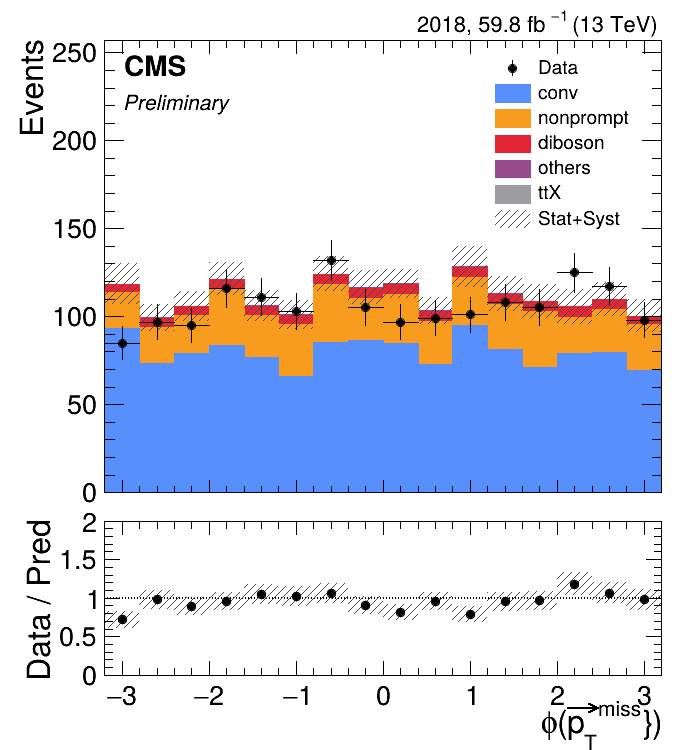 2018, 59.8 fb⁻¹ (13 TeV)
Events
CMS
Preliminary
Data
conv
nonprompt
diboson
others
ttX
Stat+Syst
250
200
150
100
50
0
Data / Pred
2
1.5
1
0.5
0
−3 −2 −1 0 1 2 3
ϕ(p⃗_T^miss})